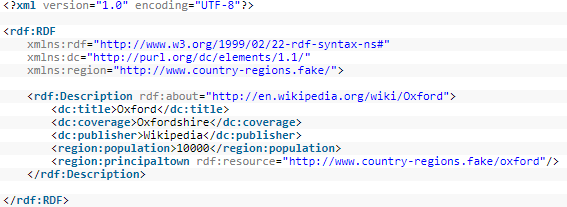 <?xml version="1.0" encoding="UTF-8"?>
<rdf:RDF
xmlns:rdf="http://www.w3.org/1999/02/22-rdf-syntax-ns#"
xmlns:dc="http://purl.org/dc/elements/1.1/"
xmlns:region="http://www.country-regions.fake/">
<rdf:Description rdf:about="http://en.wikipedia.org/wiki/Oxford">
<dc:title>Oxford</dc:title>
<dc:coverage>Oxfordshire</dc:coverage>
<dc:publisher>Wikipedia</dc:publisher>
<region:population>10000</region:population>
<region:principaltown rdf:resource="http://www.country-regions.fake/oxford"/>
</rdf:Description>
</rdf:RDF>